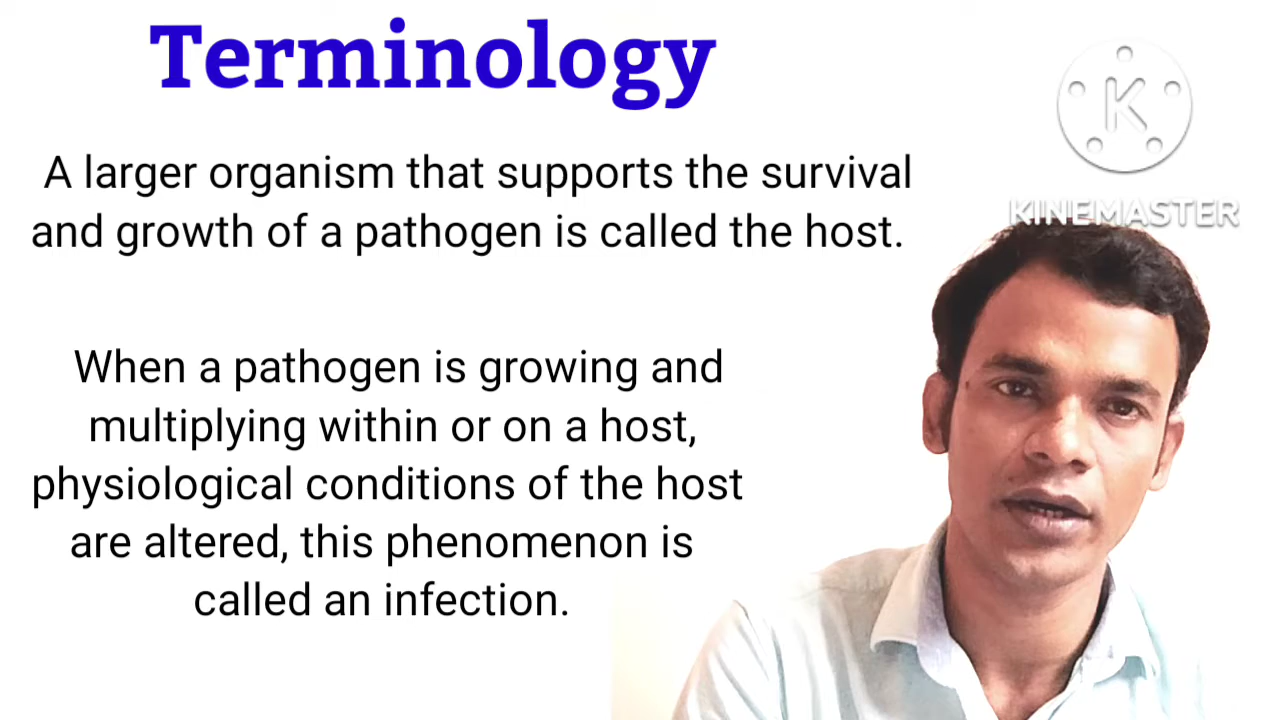 Terminology
A larger organism that supports the survival
and growth of a pathogen is called the host.
When a pathogen is growing and
multiplying within or on a host,
physiological conditions of the host
are altered, this phenomenon is
called an infection.
K
KINEMASTER